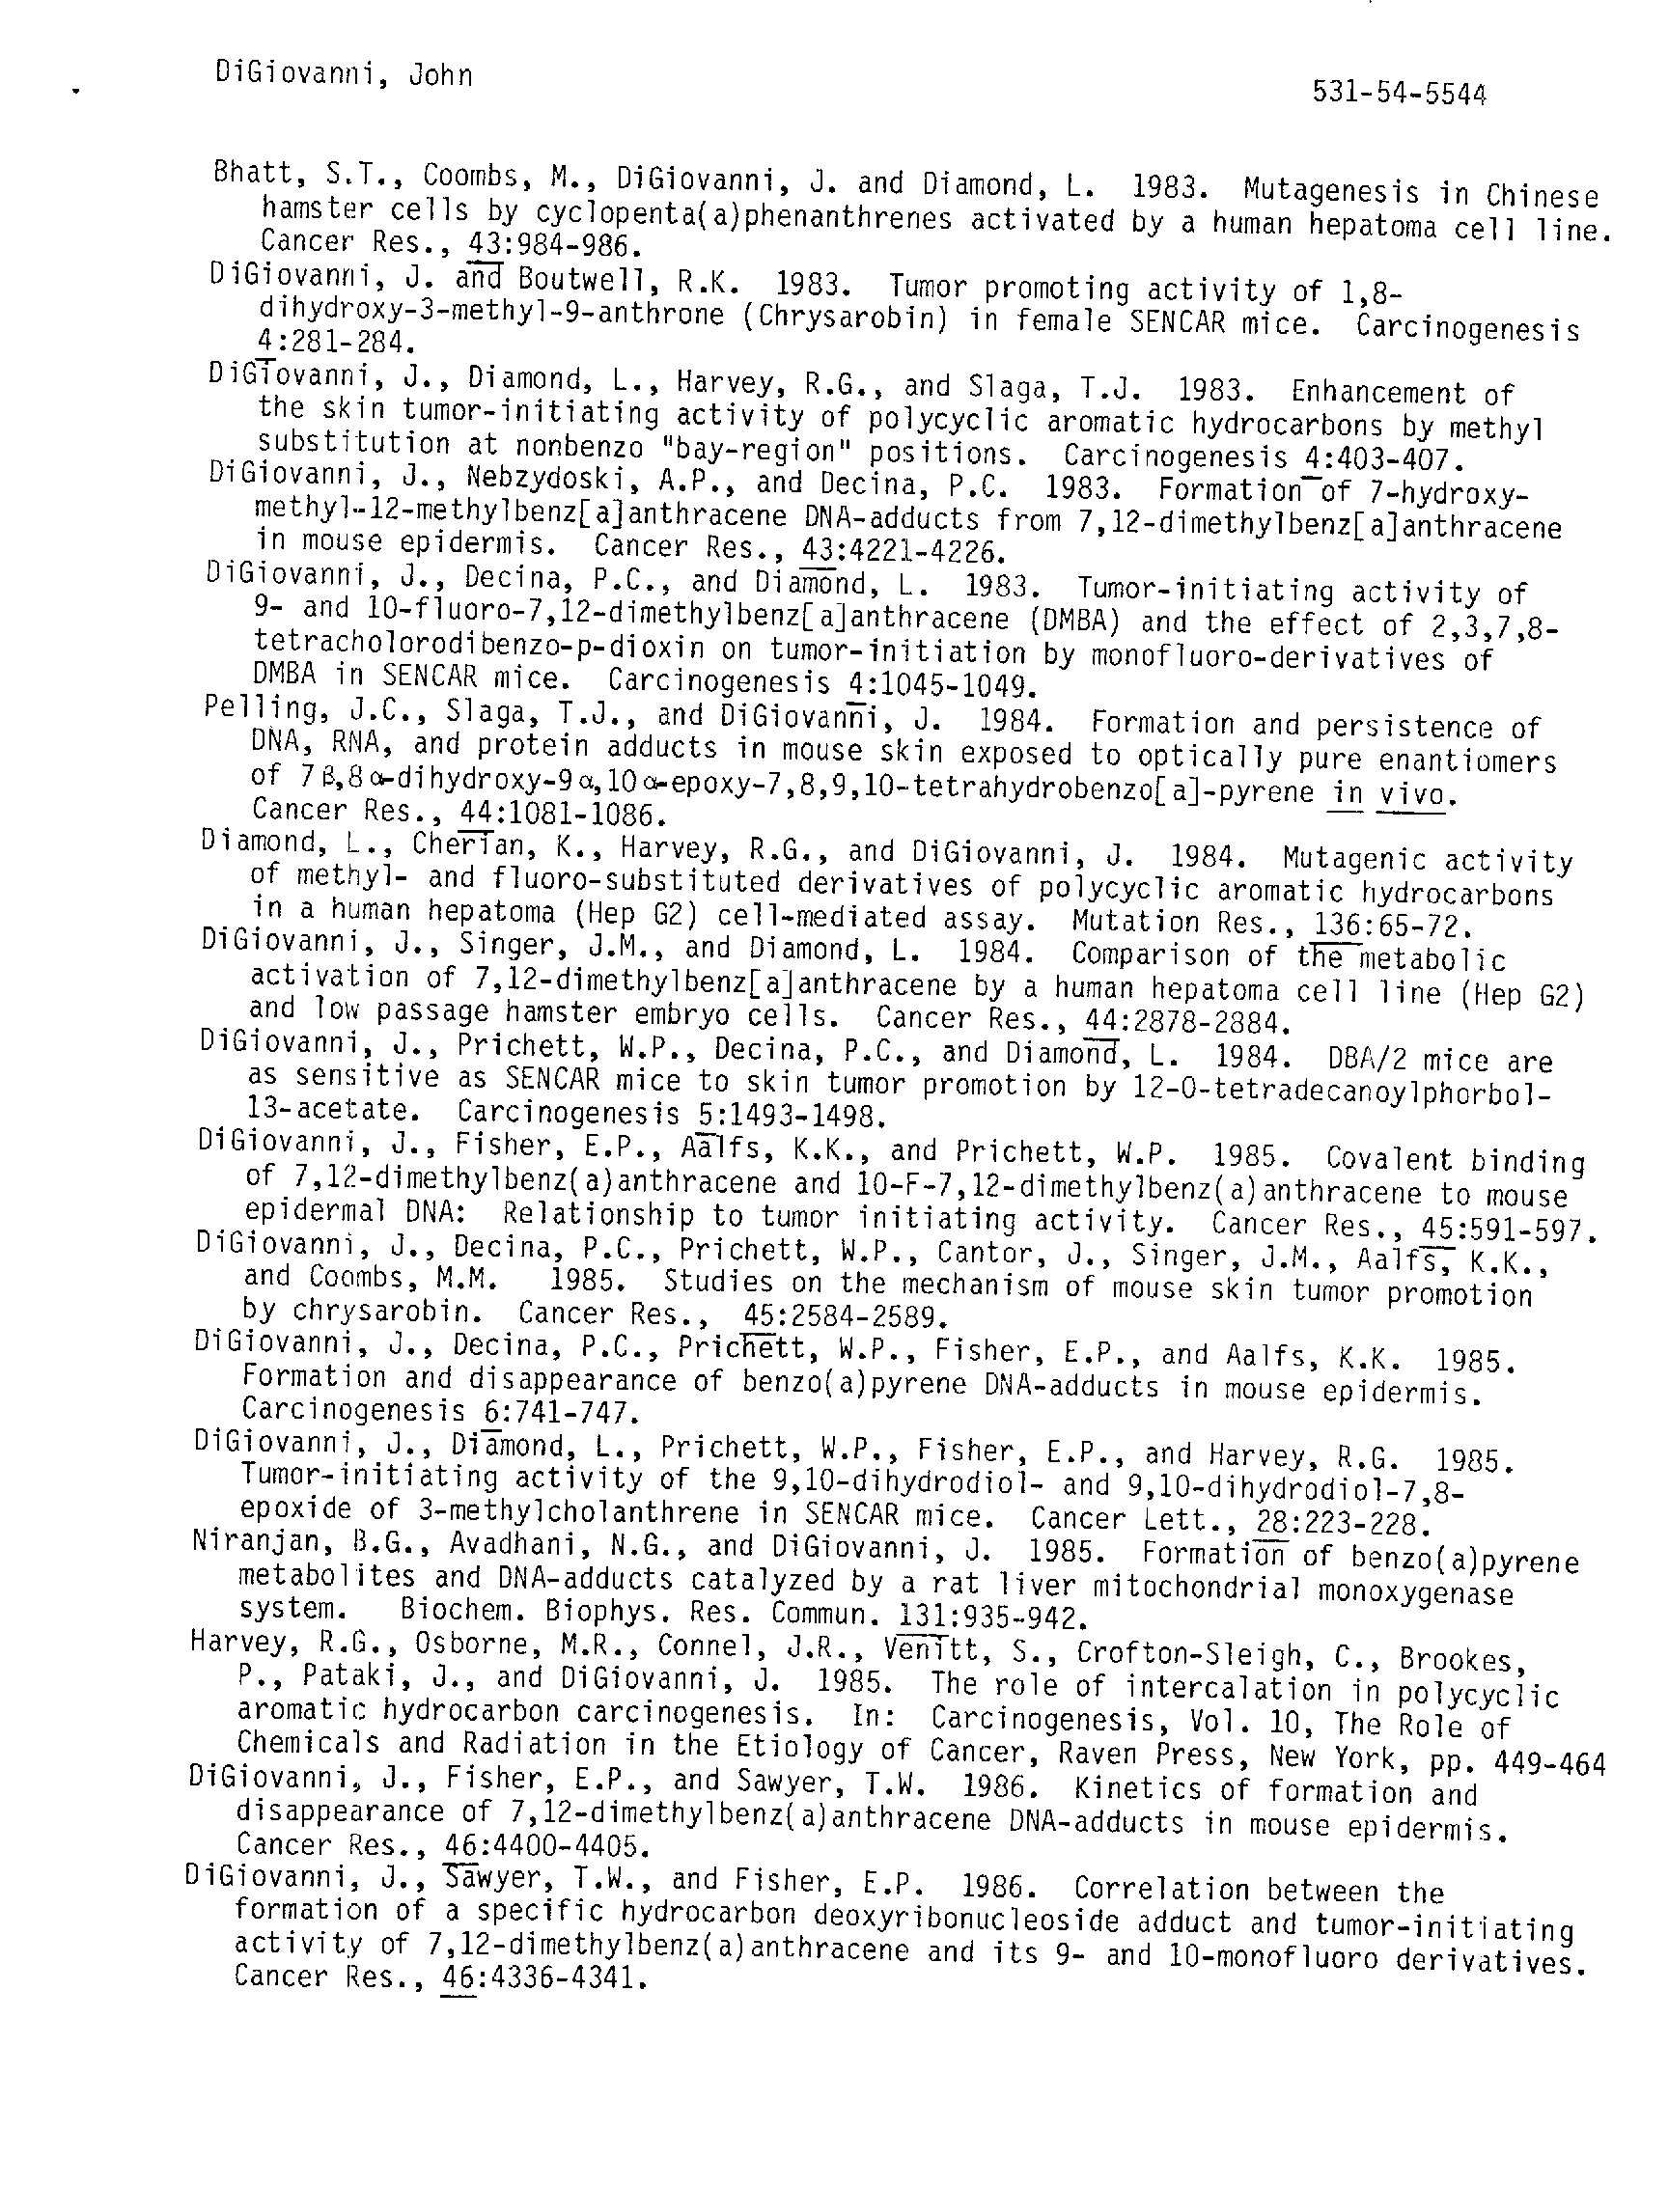 DiGiovanni, John
531-54-5544
Bhatt, S.T., Coombs, M., DiGiovanni, J. and Diamond, L. 1983. Mutagenesis in Chinese
hamster cells by cyclopenta(a)phenanthrenes activated by a human hepatoma cell line.
Cancer Res., 43:984-986.
DiGiovanni, J. and Boutwell, R.K. 1983. Tumor promoting activity of 1,8-
dihydroxy-3-methyl-9-anthrone (Chrysarobin) in female SENCAR mice. Carcinogenesis
4:281-284.
DiGiovanni, J., Diamond, L., Harvey, R.G., and Slaga, T.J. 1983. Enhancement of
the skin tumor-initiating activity of polycyclic aromatic hydrocarbons by methyl
substitution at nonbenzo "bay-region" positions. Carcinogenesis 4:403-407.
DiGiovanni, J., Nebzydoski, A.P., and Decina, P.C. 1983. Formation of 7-hydroxy-
methyl-12-methylbenz[a]anthracene DNA-adducts from 7,12-dimethylbenz[a]anthracene
in mouse epidermis. Cancer Res., 43:4221-4226.
DiGiovanni, J., Decina, P.C., and Diamond, L. 1983. Tumor-initiating activity of
9- and 10-fluoro-7,12-dimethylbenz[a]anthracene (DMBA) and the effect of 2,3,7,8-
tetracholorodibenzo-p-dioxin on tumor-initiation by monofluoro-derivatives of
DMBA in SENCAR mice. Carcinogenesis 4:1045-1049.
Pelling, J.C., Slaga, T.J., and DiGiovanni, J. 1984. Formation and persistence of
DNA, RNA, and protein adducts in mouse skin exposed to optically pure enantiomers
of 7β,8α-dihydroxy-9α,10α-epoxy-7,8,9,10-tetrahydrobenzo[a]-pyrene in vivo.
Cancer Res., 44:1081-1086.
Diamond, L., Cherian, K., Harvey, R.G., and DiGiovanni, J. 1984. Mutagenic activity
of methyl- and fluoro-substituted derivatives of polycyclic aromatic hydrocarbons
in a human hepatoma (Hep G2) cell-mediated assay. Mutation Res., 136:65-72.
DiGiovanni, J., Singer, J.M., and Diamond, L. 1984. Comparison of the metabolic
activation of 7,12-dimethylbenz[a]anthracene by a human hepatoma cell line (Hep G2)
and low passage hamster embryo cells. Cancer Res., 44:2878-2884.
DiGiovanni, J., Prichett, W.P., Decina, P.C., and Diamond, L. 1984. DBA/2 mice are
as sensitive as SENCAR mice to skin tumor promotion by 12-O-tetradecanoylphorbol-
13-acetate. Carcinogenesis 5:1493-1498.
DiGiovanni, J., Fisher, E.P., Aalfs, K.K., and Prichett, W.P. 1985. Covalent binding
of 7,12-dimethylbenz(a)anthracene and 10-F-7,12-dimethylbenz(a)anthracene to mouse
epidermal DNA: Relationship to tumor initiating activity. Cancer Res., 45:591-597.
DiGiovanni, J., Decina, P.C., Prichett, W.P., Cantor, J., Singer, J.M., Aalfs, K.K.,
and Coombs, M.M. 1985. Studies on the mechanism of mouse skin tumor promotion
by chrysarobin. Cancer Res., 45:2584-2589.
DiGiovanni, J., Decina, P.C., Prichett, W.P., Fisher, E.P., and Aalfs, K.K. 1985.
Formation and disappearance of benzo(a)pyrene DNA-adducts in mouse epidermis.
Carcinogenesis 6:741-747.
DiGiovanni, J., Diamond, L., Prichett, W.P., Fisher, E.P., and Harvey, R.G. 1985.
Tumor-initiating activity of the 9,10-dihydrodiol- and 9,10-dihydrodiol-7,8-
epoxide of 3-methylcholanthrene in SENCAR mice. Cancer Lett., 28:223-228.
Niranjan, B.G., Avadhani, N.G., and DiGiovanni, J. 1985. Formation of benzo(a)pyrene
metabolites and DNA-adducts catalyzed by a rat liver mitochondrial monoxygenase
system. Biochem. Biophys. Res. Commun. 131:935-942.
Harvey, R.G., Osborne, M.R., Connel, J.R., Venitt, S., Crofton-Sleigh, C., Brookes,
P., Pataki, J., and DiGiovanni, J. 1985. The role of intercalation in polycyclic
aromatic hydrocarbon carcinogenesis. In: Carcinogenesis, Vol. 10, The Role of
Chemicals and Radiation in the Etiology of Cancer, Raven Press, New York, pp. 449-464
DiGiovanni, J., Fisher, E.P., and Sawyer, T.W. 1986. Kinetics of formation and
disappearance of 7,12-dimethylbenz(a)anthracene DNA-adducts in mouse epidermis.
Cancer Res., 46:4400-4405.
DiGiovanni, J., Sawyer, T.W., and Fisher, E.P. 1986. Correlation between the
formation of a specific hydrocarbon deoxyribonucleoside adduct and tumor-initiating
activity of 7,12-dimethylbenz(a)anthracene and its 9- and 10-monofluoro derivatives.
Cancer Res., 46:4336-4341.